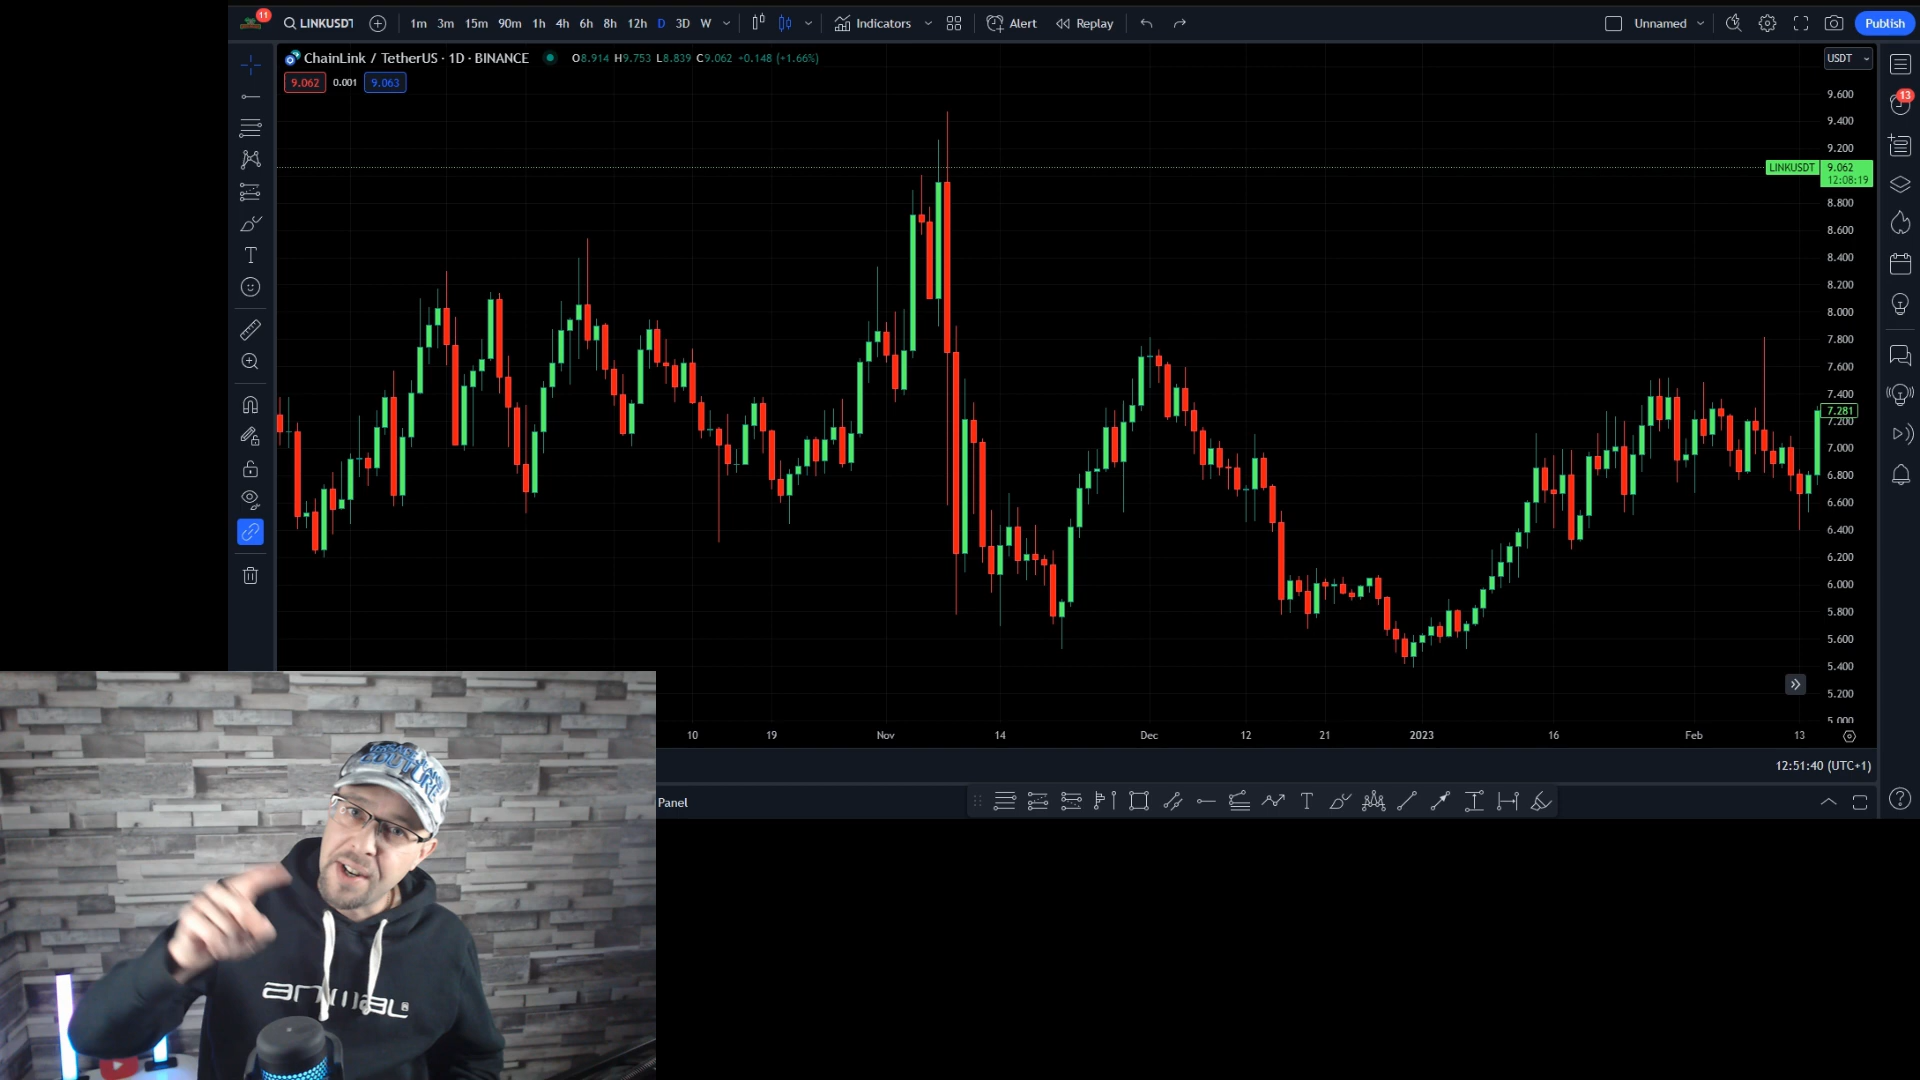 11
LINKUSDT
1m 3m 15m 90m 1h 4h 6h 8h 12h D 3D W
Indicators
Alert
Replay
Unnamed
Publish
ChainLink / TetherUS · 1D · BINANCE
O8.914 H9.753 L8.839 C9.062 +0.148 (+1.66%)
USDT
9.062 0.001 9.063
13
9.600
9.400
9.200
LINKUSDT 9.062
12:08:19
8.800
8.600
8.400
8.200
8.000
7.800
7.600
7.400
7.281
7.200
7.000
6.800
6.600
6.400
6.200
6.000
5.800
5.600
5.400
5.200
5.000
10 19 Nov 14 Dec 12 21 2023 16 Feb 13
12:51:40 (UTC+1)
Panel
COUTURE
animal